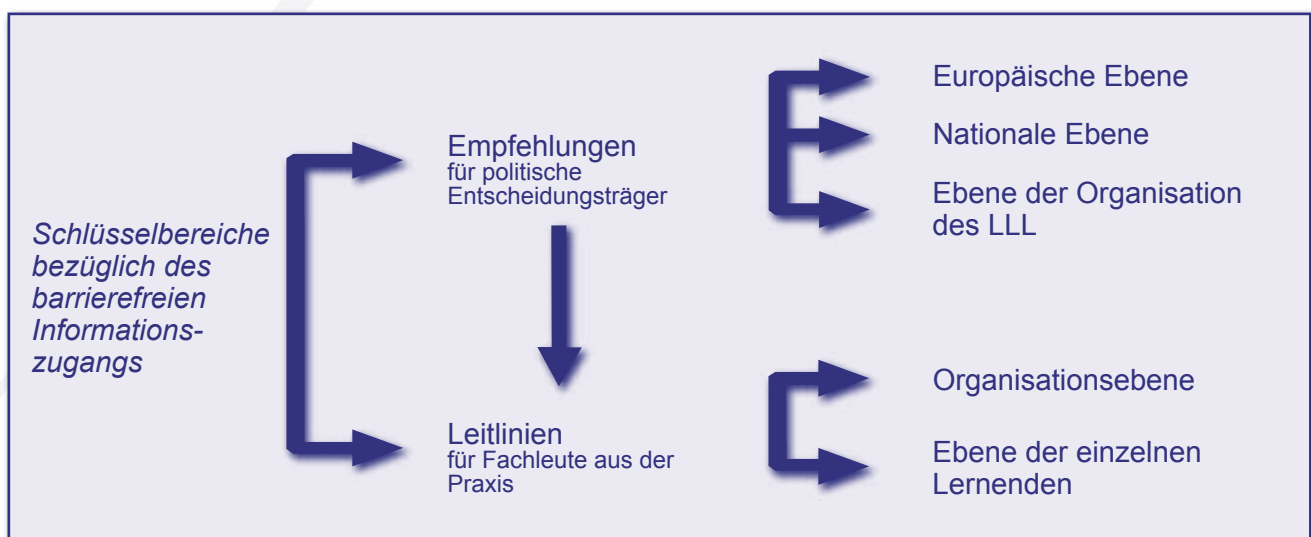 Schlüsselbereiche
bezüglich des
barrierefreien
Informations-
zugangs
Empfehlungen
für politische
Entscheidungsträger
Leitlinien
für Fachleute aus der
Praxis
Europäische Ebene
Nationale Ebene
Ebene der Organisation
des LLL
Organisationsebene
Ebene der einzelnen
Lernenden